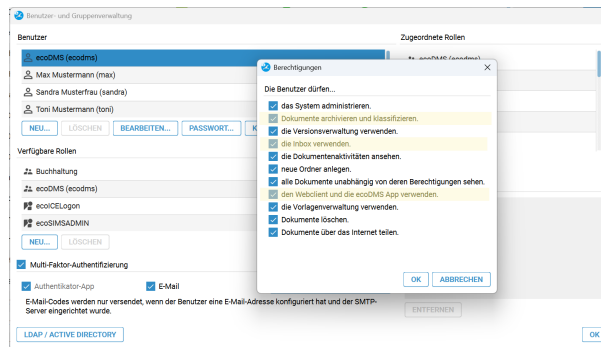 Benutzer- und Gruppenverwaltung
Benutzer
Zugeordnete Rollen
ecoDMS (ecodms)
Max Mustermann (max)
Sandra Musterfrau (sandra)
Toni Mustermann (toni)
NEU...
LÖSCHEN
BEARBEITEN...
PASSWORT...
K
Verfügbare Rollen
Buchhaltung
ecoDMS (ecodms)
ecoICELogon
ecoSIMSADMIN
NEU...
LÖSCHEN
Multi-Faktor-Authentifizierung
Authentikator-App
E-Mail
E-Mail-Codes werden nur versendet, wenn der Benutzer eine E-Mail-Adresse konfiguriert hat und der SMTP-
Server eingerichtet wurde.
LDAP / ACTIVE DIRECTORY
ecoDMS (ecodms)
Berechtigungen
Die Benutzer dürfen...
das System administrieren.
Dokumente archivieren und klassifizieren.
die Versionsverwaltung verwenden.
die Inbox verwenden.
die Dokumentenaktivitäten ansehen.
neue Ordner anlegen.
alle Dokumente unabhängig von deren Berechtigungen sehen.
den Webclient und die ecoDMS App verwenden.
die Vorlagenverwaltung verwenden.
Dokumente löschen.
Dokumente über das Internet teilen.
OK
ABBRECHEN
ENTFERNEN
OK